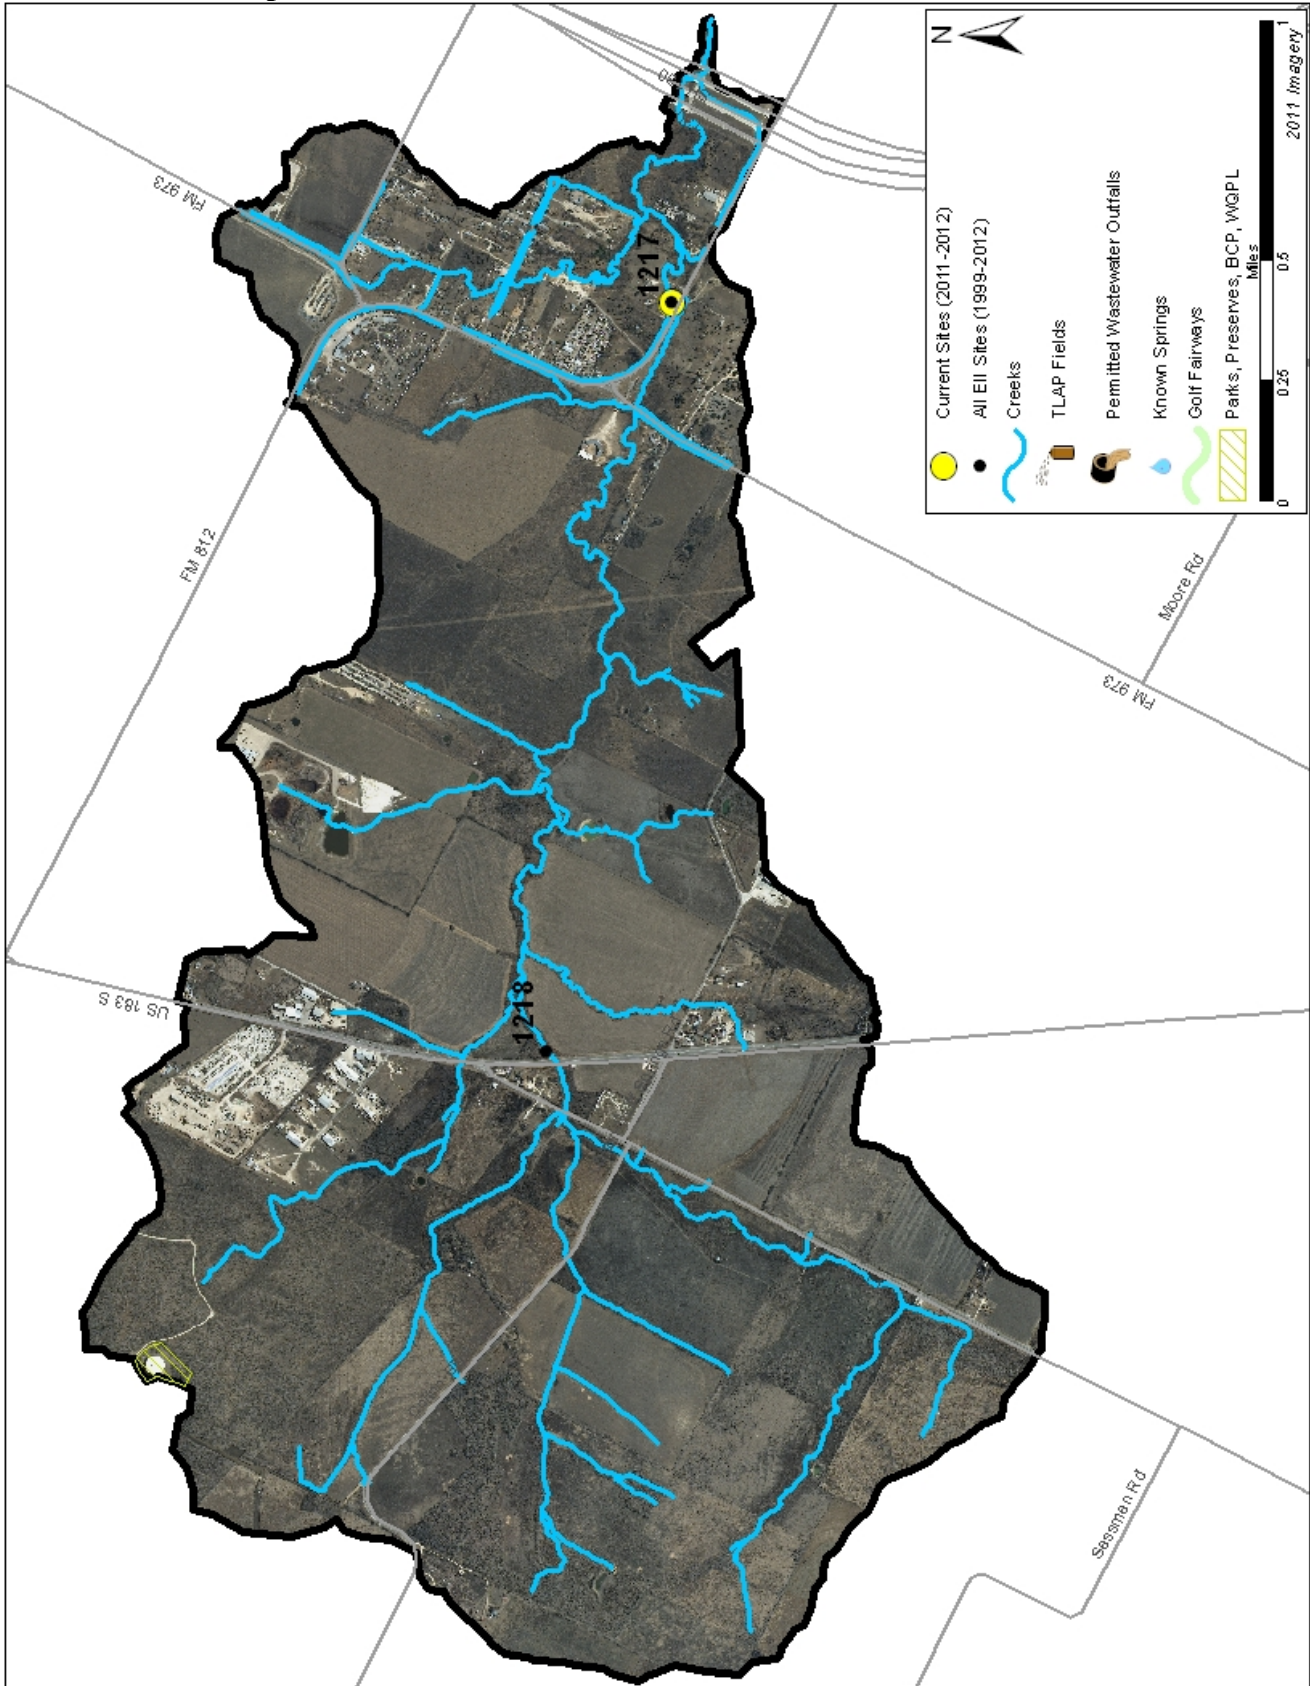 FM 973
FM 812
US 183 S
1217
1218
FM 973
Moore Rd
Sassman Rd
N
Current Sites (2011-2012)
All EII Sites (1999-2012)
Creeks
TLAP Fields
Permitted Wastewater Outfalls
Known Springs
Golf Fairways
Parks, Preserves, BCP, WQPL
Miles
0 0.25 0.5 1
2011 Imagery